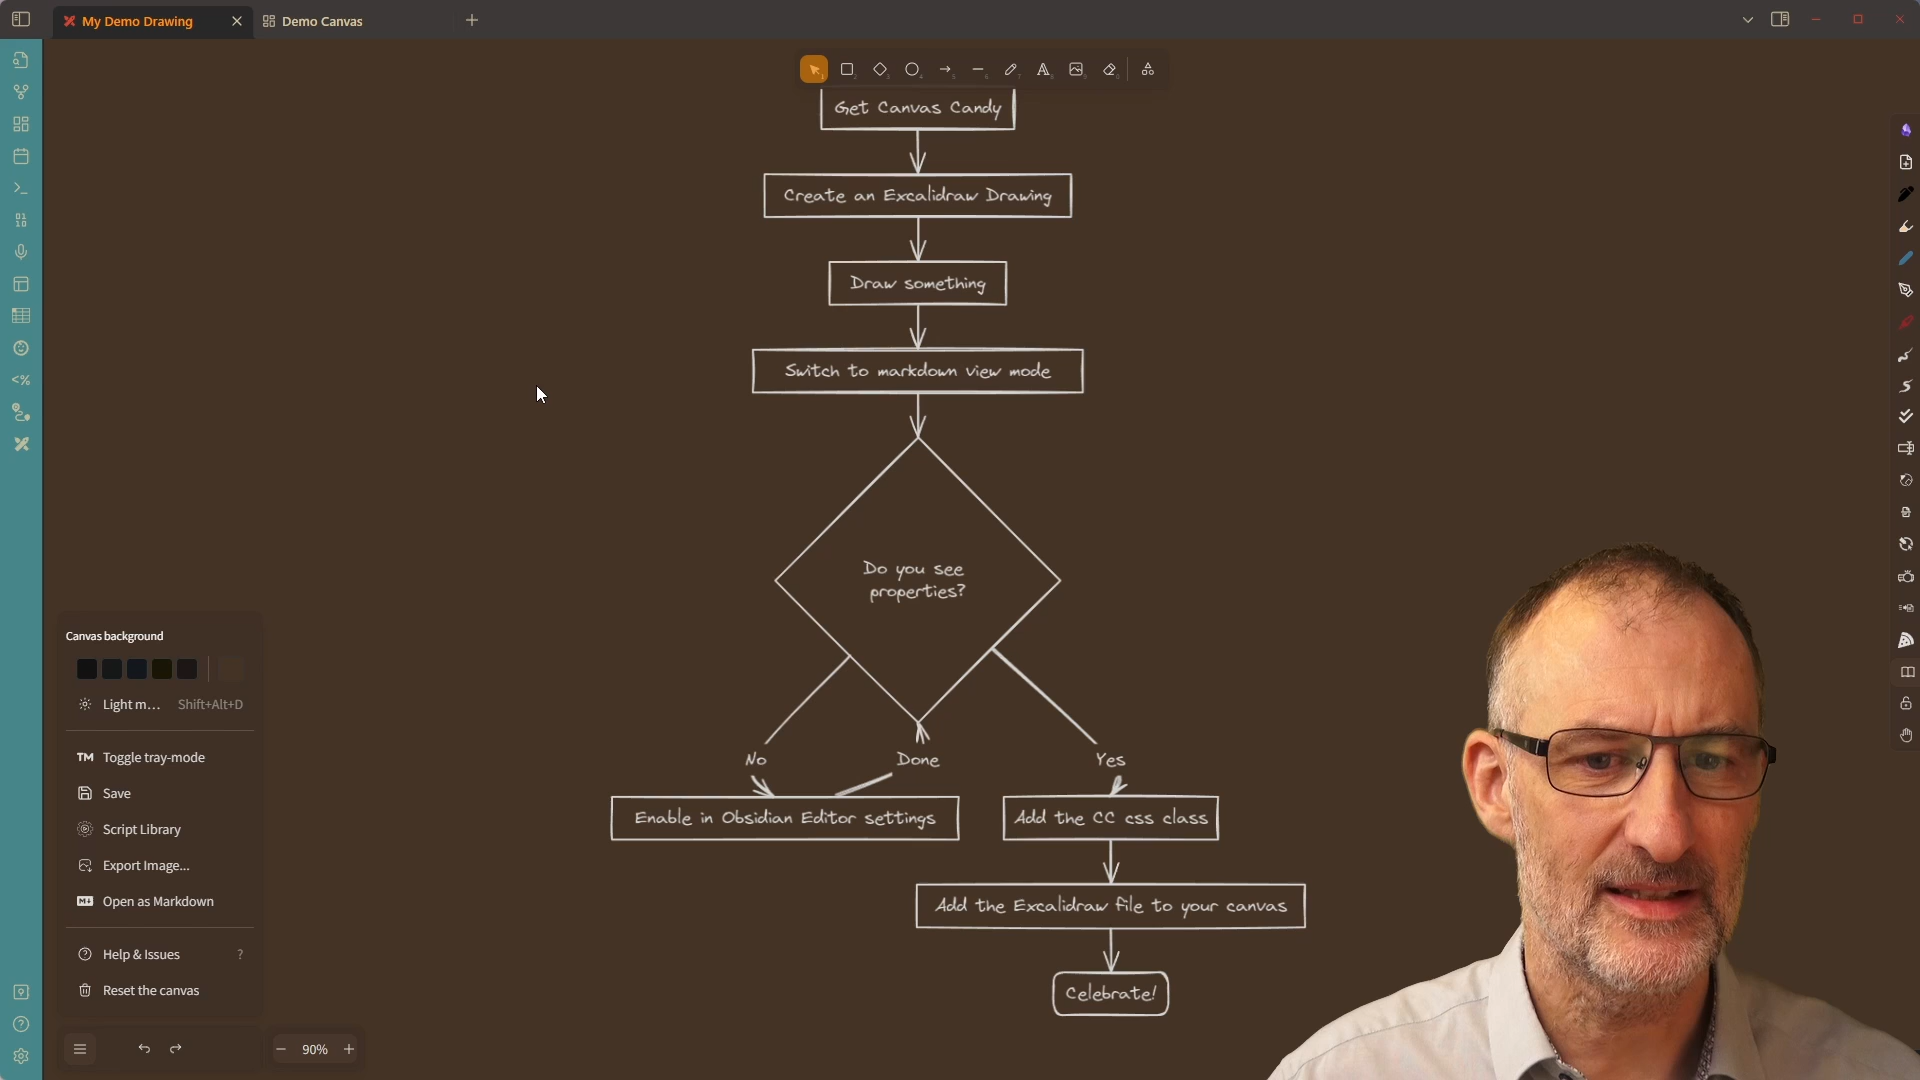 My Demo Drawing
Demo Canvas
Get Canvas Candy
Create an Excalidraw Drawing
Draw something
Switch to markdown view mode
Do you see
properties?
No
Done
Yes
Enable in Obsidian Editor settings
Add the CC css class
Add the Excalidraw file to your canvas
Celebrate!
Canvas background
Light m... Shift+Alt+D
TM Toggle tray-mode
Save
Script Library
Export Image...
Open as Markdown
Help & Issues ?
Reset the canvas
90%